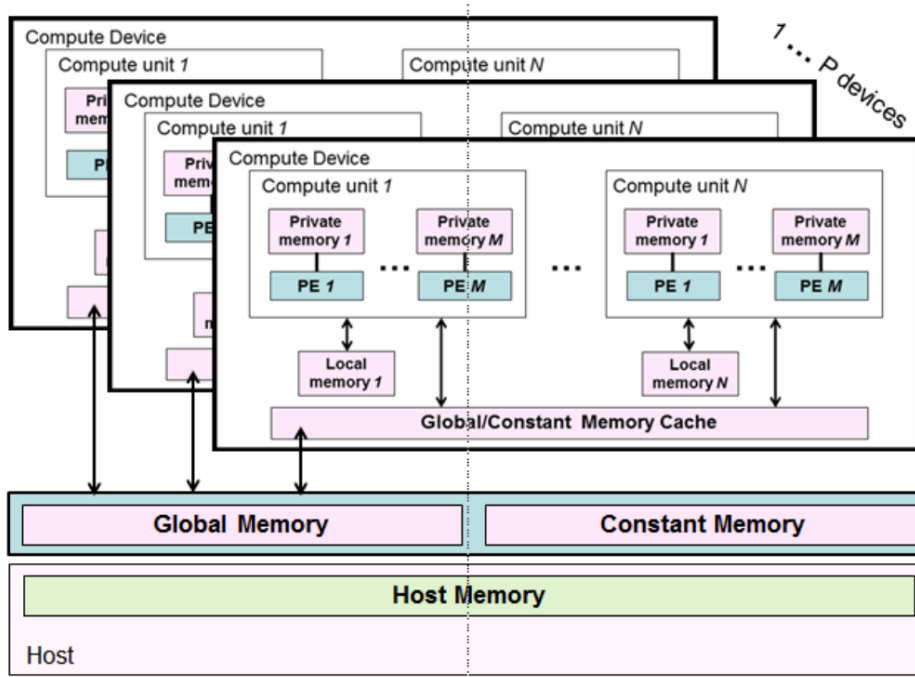 Compute Device
Compute unit 1
Compute unit N
1 ... P devices
Compute Device
Compute unit 1
Compute unit N
PE
Compute Device
Compute unit 1
Compute unit N
PE
Private memory 1
Private memory M
Private memory 1
Private memory M
...
...
...
PE 1
PE M
PE 1
PE M
Local memory 1
Local memory N
Global/Constant Memory Cache
Global Memory
Constant Memory
Host Memory
Host